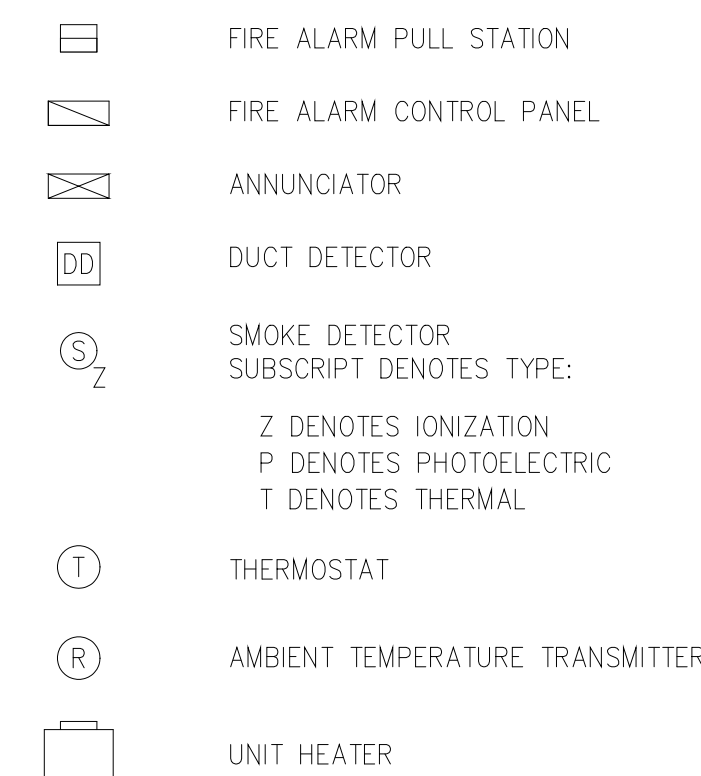 FIRE ALARM PULL STATION
FIRE ALARM CONTROL PANEL
ANNUNCIATOR
DD DUCT DETECTOR
S Z SMOKE DETECTOR
SUBSCRIPT DENOTES TYPE:
Z DENOTES IONIZATION
P DENOTES PHOTOELECTRIC
T DENOTES THERMAL
T THERMOSTAT
R AMBIENT TEMPERATURE TRANSMITTER
UNIT HEATER